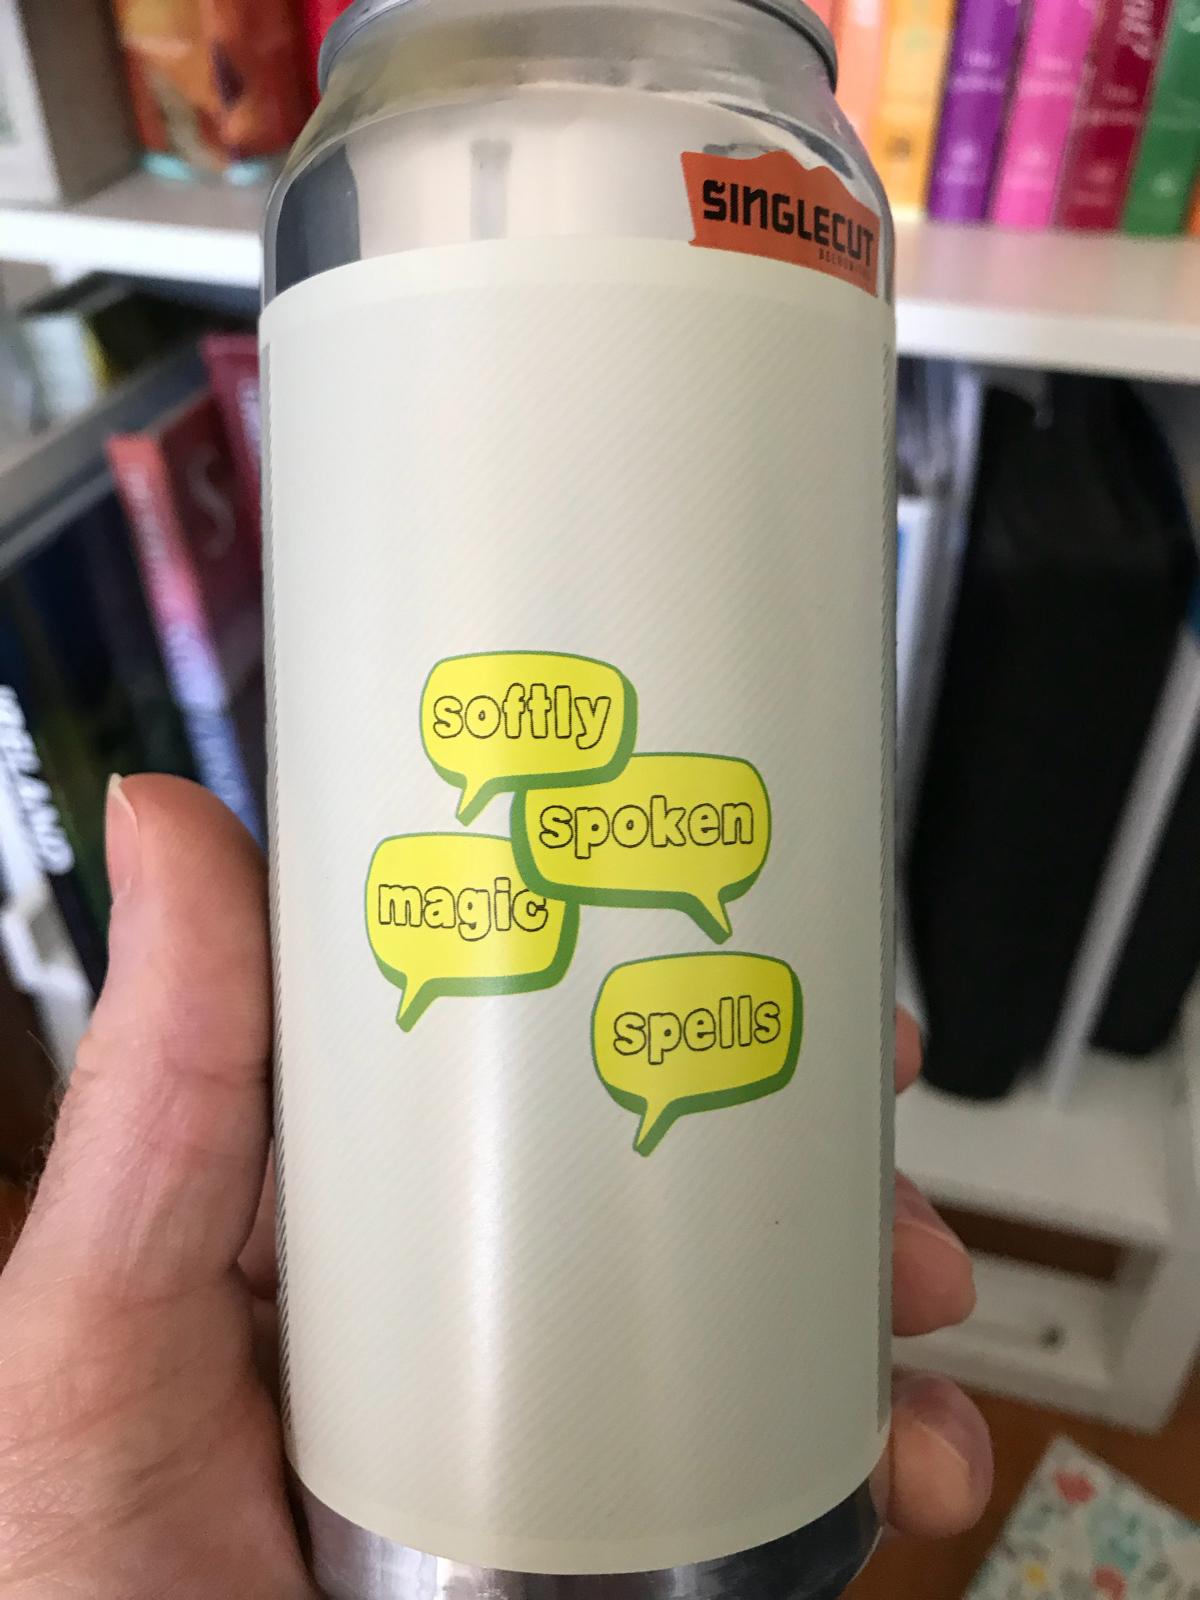 SINGLECUT
softly
spoken
magic
spells